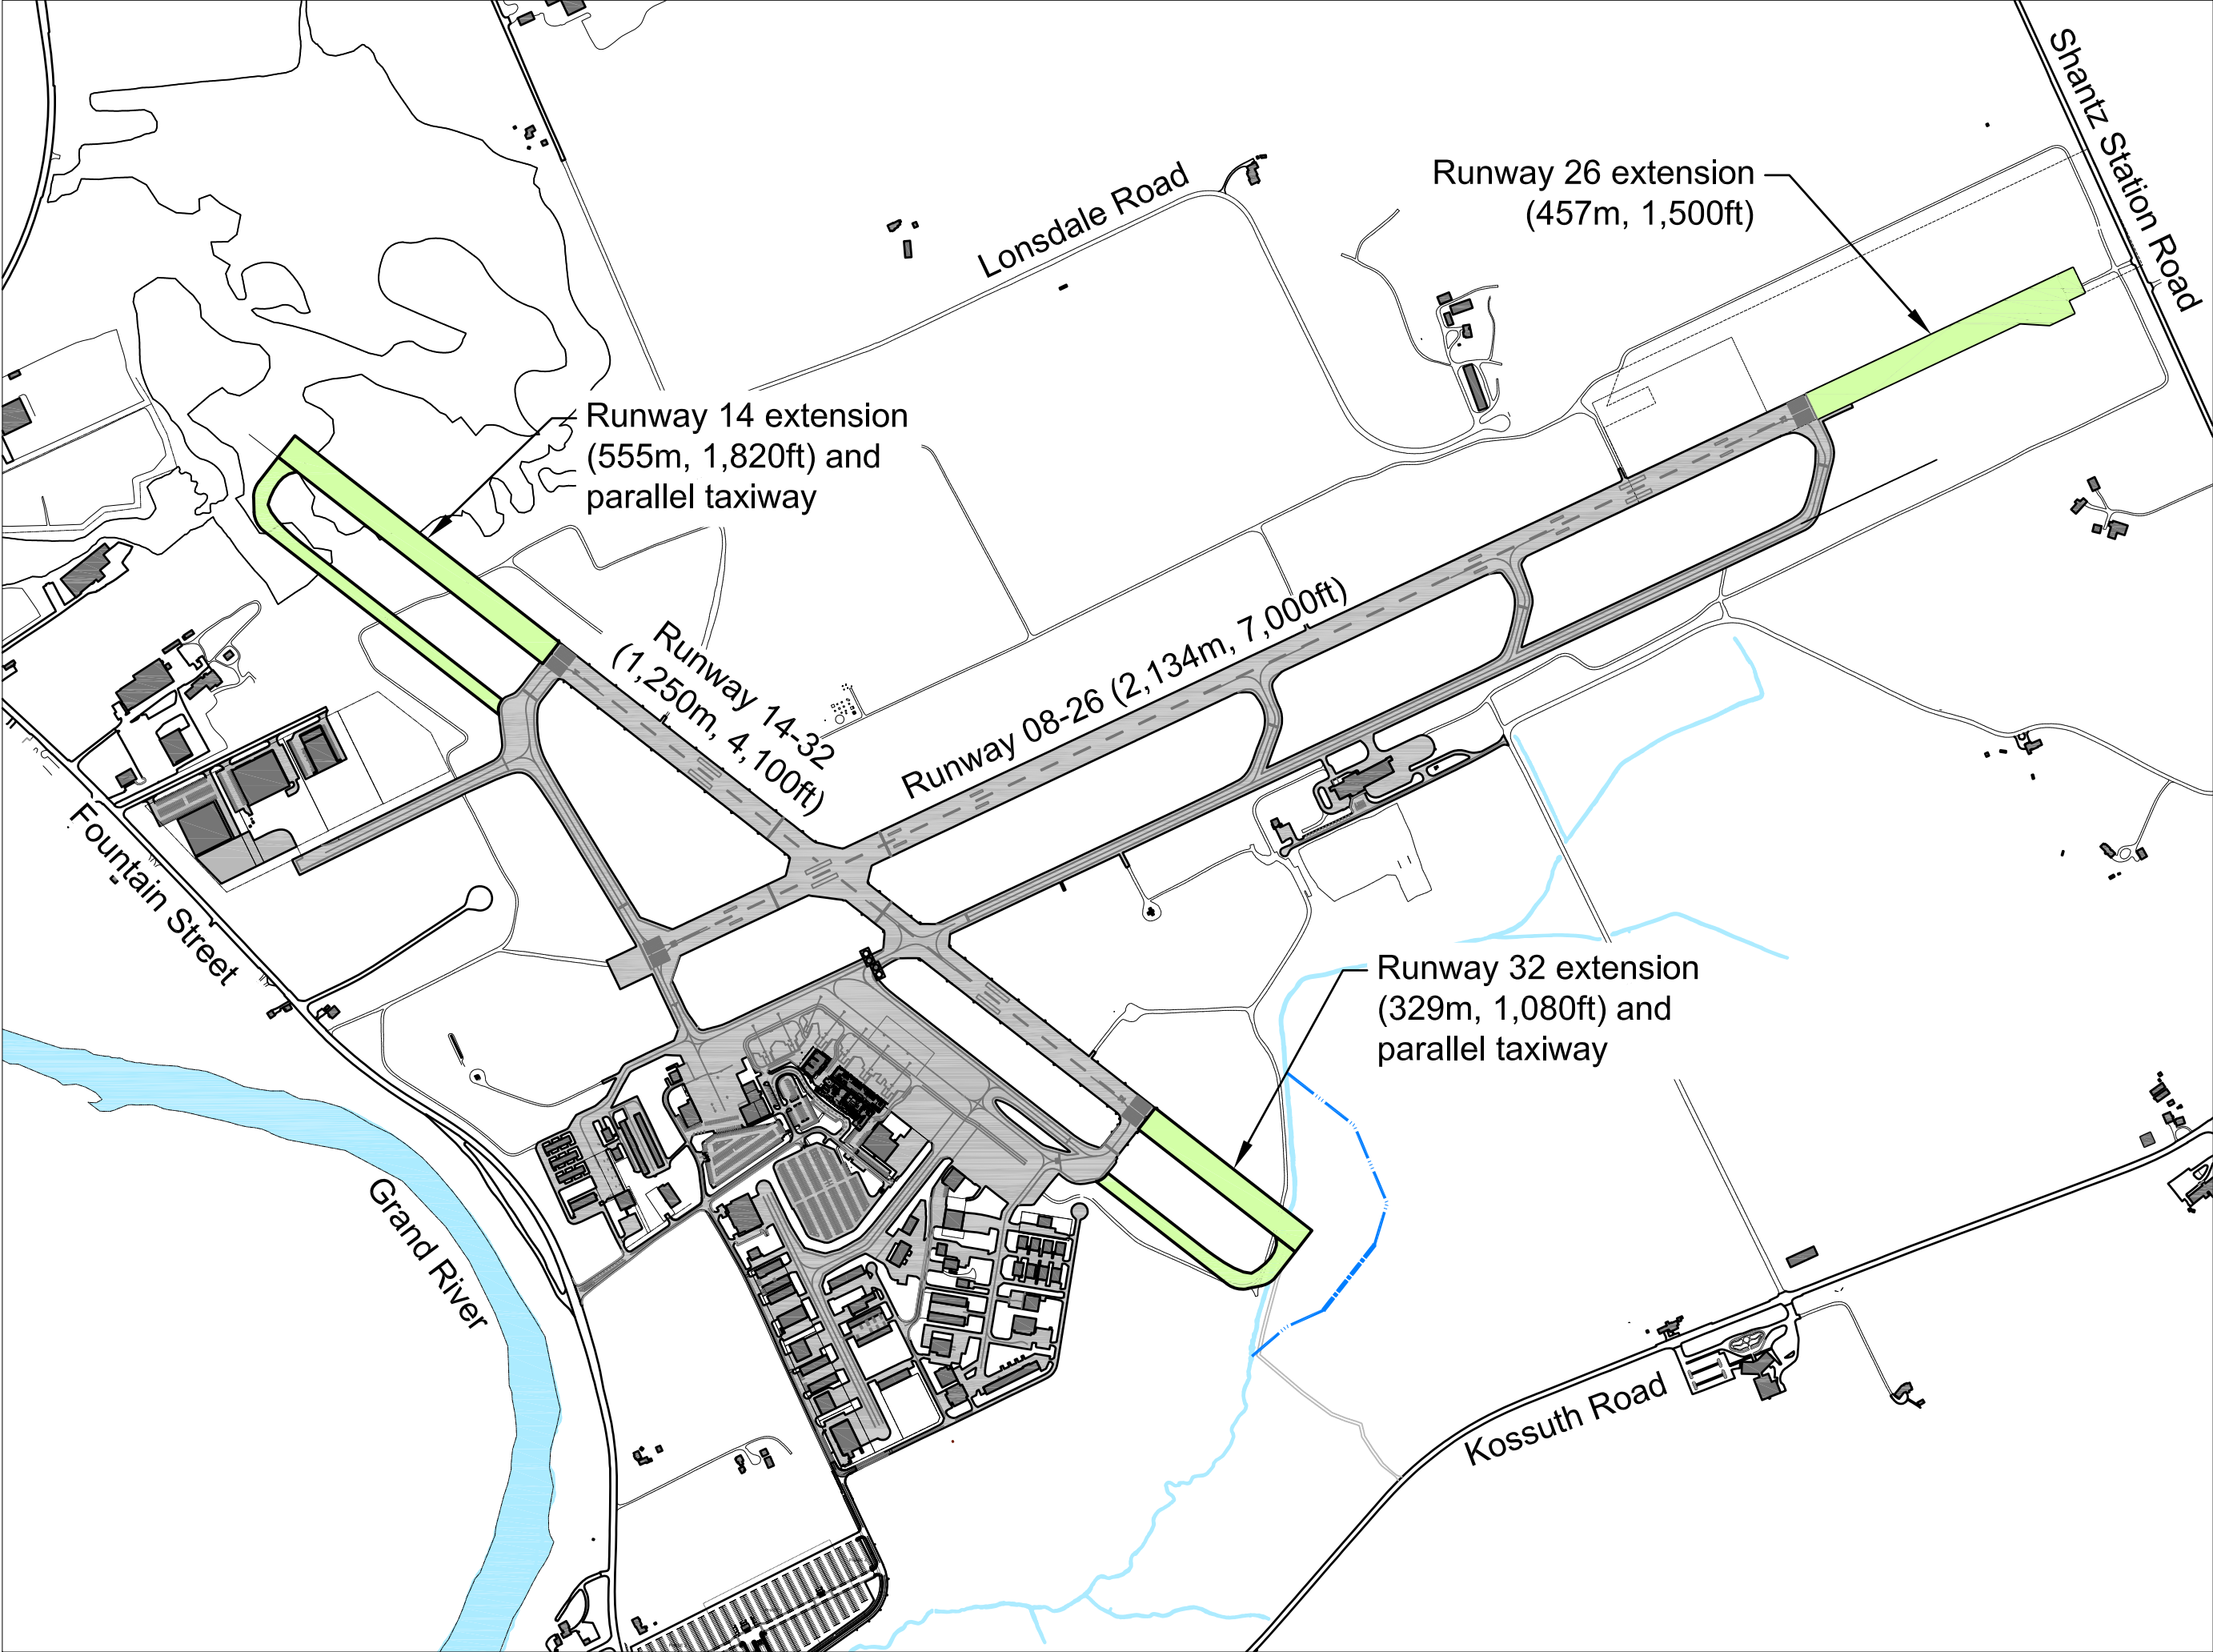 Shantz Station Road
Runway 26 extension
(457m, 1,500ft)
Lonsdale Road
Runway 14 extension
(555m, 1,820ft) and
parallel taxiway
Runway 14-32
(1,250m, 4,100ft)
Runway 08-26 (2,134m, 7,000ft)
Fountain Street
Runway 32 extension
(329m, 1,080ft) and
parallel taxiway
Grand River
Kossuth Road